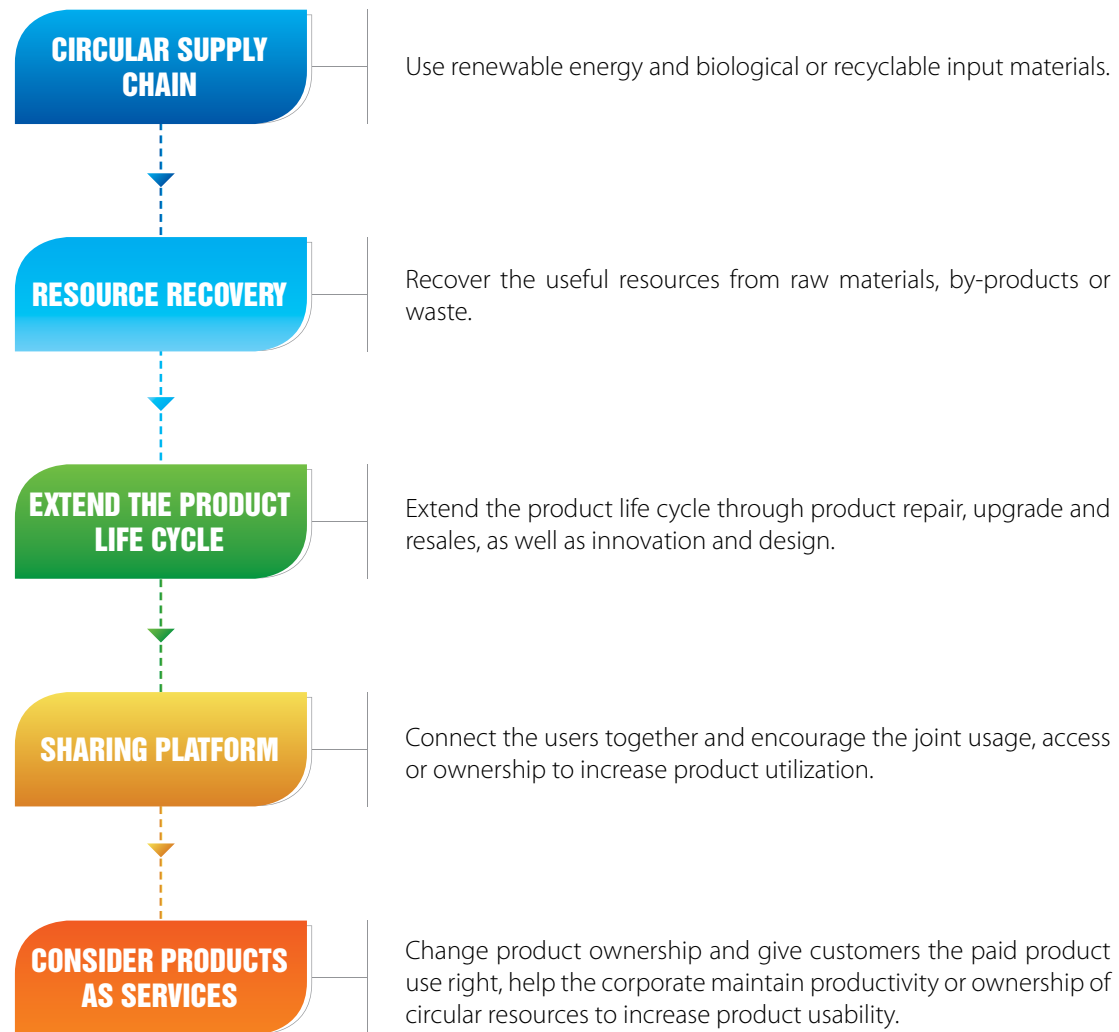 CIRCULAR SUPPLY
CHAIN
Use renewable energy and biological or recyclable input materials.
RESOURCE RECOVERY
Recover the useful resources from raw materials, by-products or
waste.
EXTEND THE PRODUCT
LIFE CYCLE
Extend the product life cycle through product repair, upgrade and
resales, as well as innovation and design.
SHARING PLATFORM
Connect the users together and encourage the joint usage, access
or ownership to increase product utilization.
CONSIDER PRODUCTS
AS SERVICES
Change product ownership and give customers the paid product
use right, help the corporate maintain productivity or ownership of
circular resources to increase product usability.